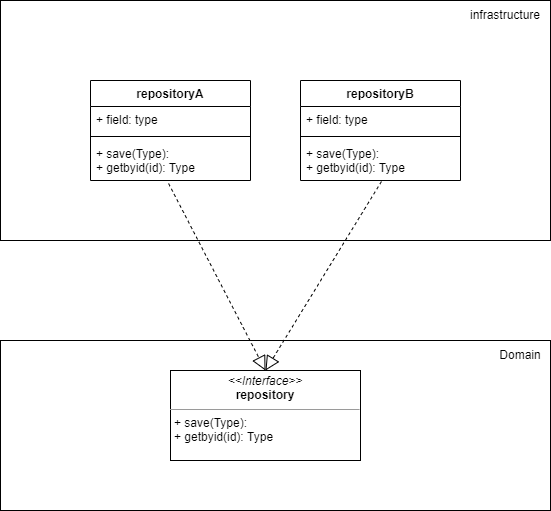 infrastructure
repositoryA
+ field: type
+ save(Type):
+ getbyid(id): Type
repositoryB
+ field: type
+ save(Type):
+ getbyid(id): Type
Domain
<<Interface>>
repository
+ save(Type):
+ getbyid(id): Type